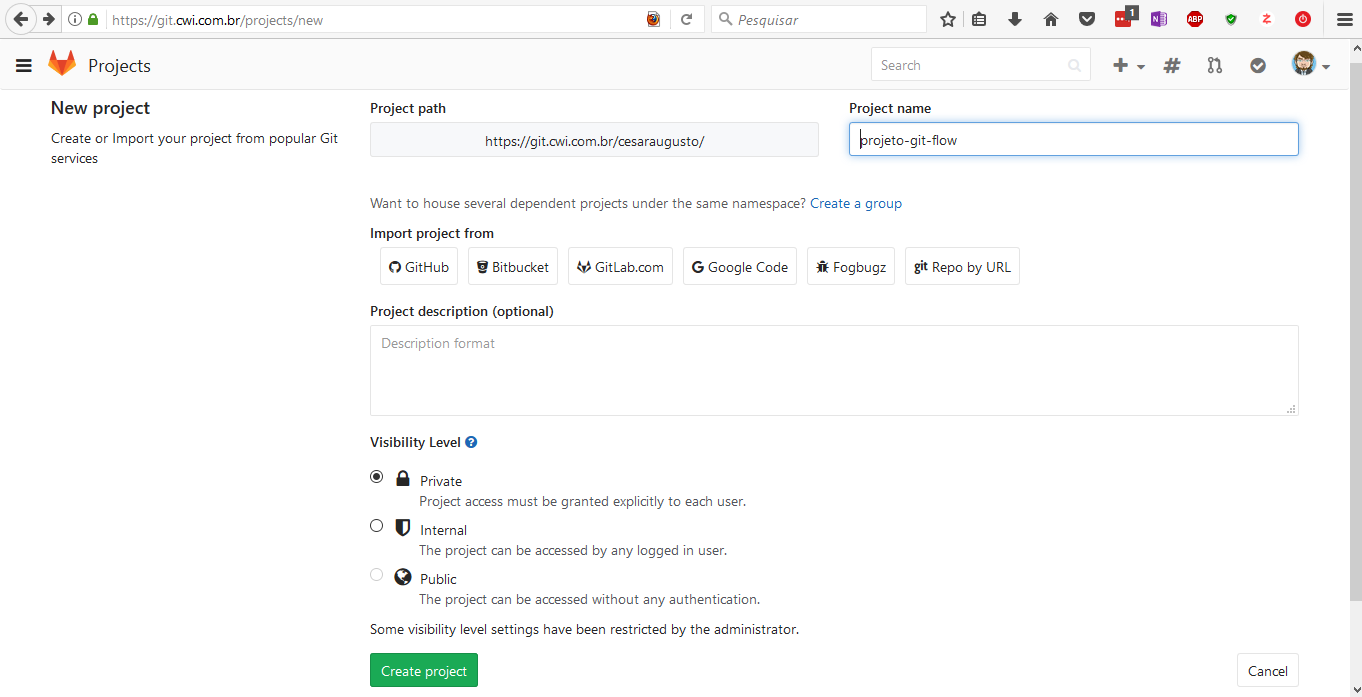 https://git.cwi.com.br/projects/new
Pesquisar
1
N
ABP
Z
Projects
Search
New project
Create or Import your project from popular Git
services
Project path
https://git.cwi.com.br/cesaraugusto/
Project name
projeto-git-flow
Want to house several dependent projects under the same namespace? Create a group
Import project from
GitHub
Bitbucket
GitLab.com
G Google Code
Fogbugz
git Repo by URL
Project description (optional)
Description format
Visibility Level ?
Private
Project access must be granted explicitly to each user.
Internal
The project can be accessed by any logged in user.
Public
The project can be accessed without any authentication.
Some visibility level settings have been restricted by the administrator.
Create project
Cancel